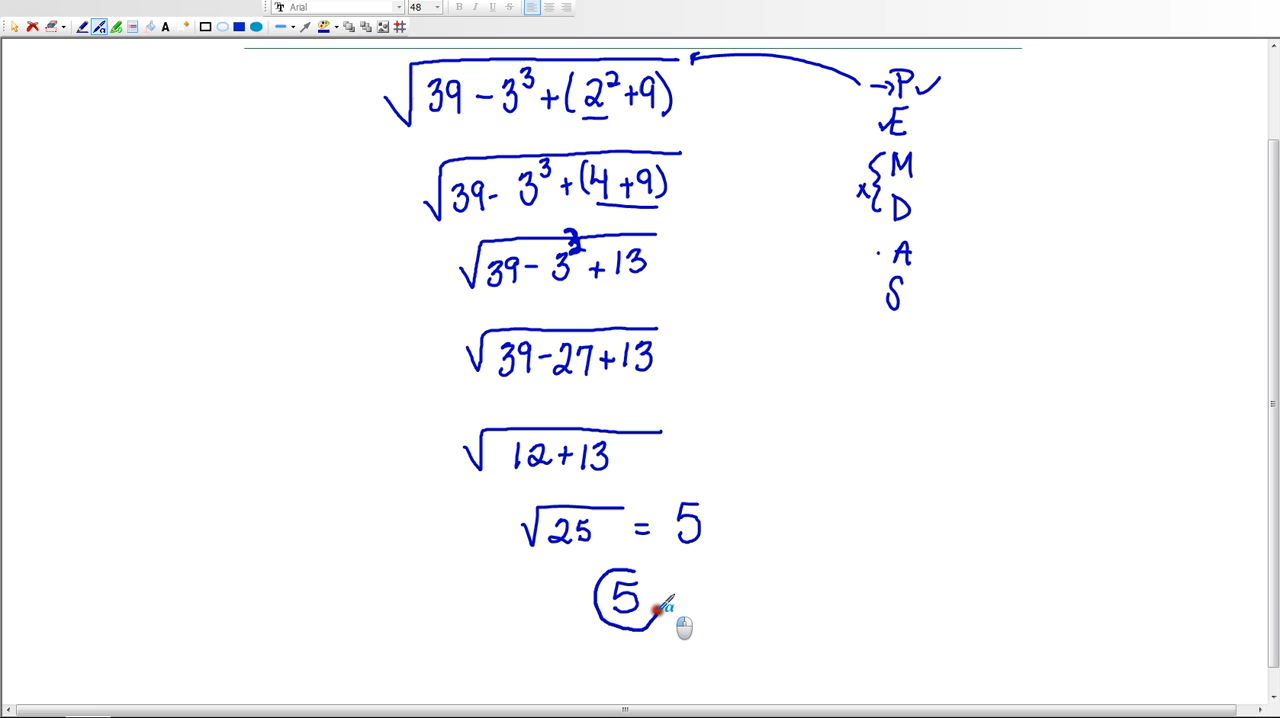 Arial 48 B I U S
A
√39 - 3³ + (2² + 9) → P ✓
✓ E
√39 - 3³ + (4 + 9) x { M
D
√39 - 3³ + 13 · A
S
√39 - 27 + 13
√12 + 13
√25 = 5
5
a